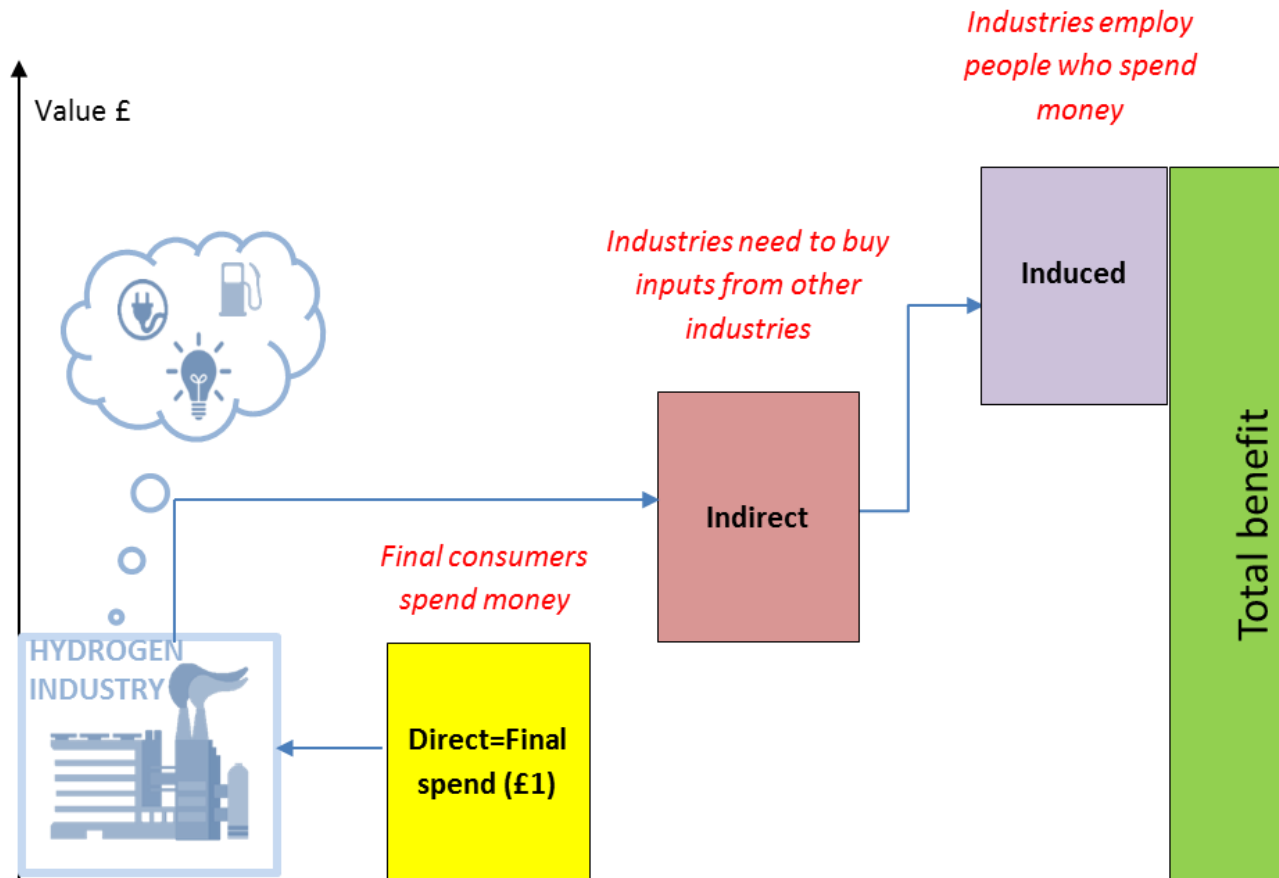 Industries employ
people who spend
money
Value £
Industries need to buy
inputs from other
industries
Induced
Indirect
Final consumers
spend money
HYDROGEN
INDUSTRY
Direct=Final
spend (£1)
Total benefit